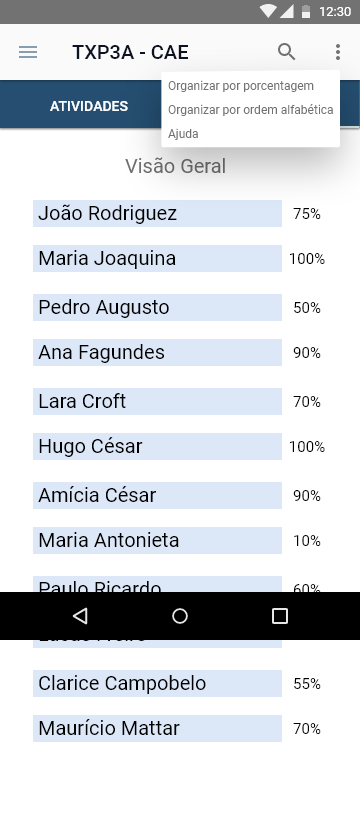 12:30
TXP3A - CAE
Organizar por porcentagem
ATIVIDADES
Organizar por ordem alfabética
Ajuda
Visão Geral
João Rodriguez 75%
Maria Joaquina 100%
Pedro Augusto 50%
Ana Fagundes 90%
Lara Croft 70%
Hugo César 100%
Amícia César 90%
Maria Antonieta 10%
Paulo Ricardo 60%
Clarice Campobelo 55%
Maurício Mattar 70%